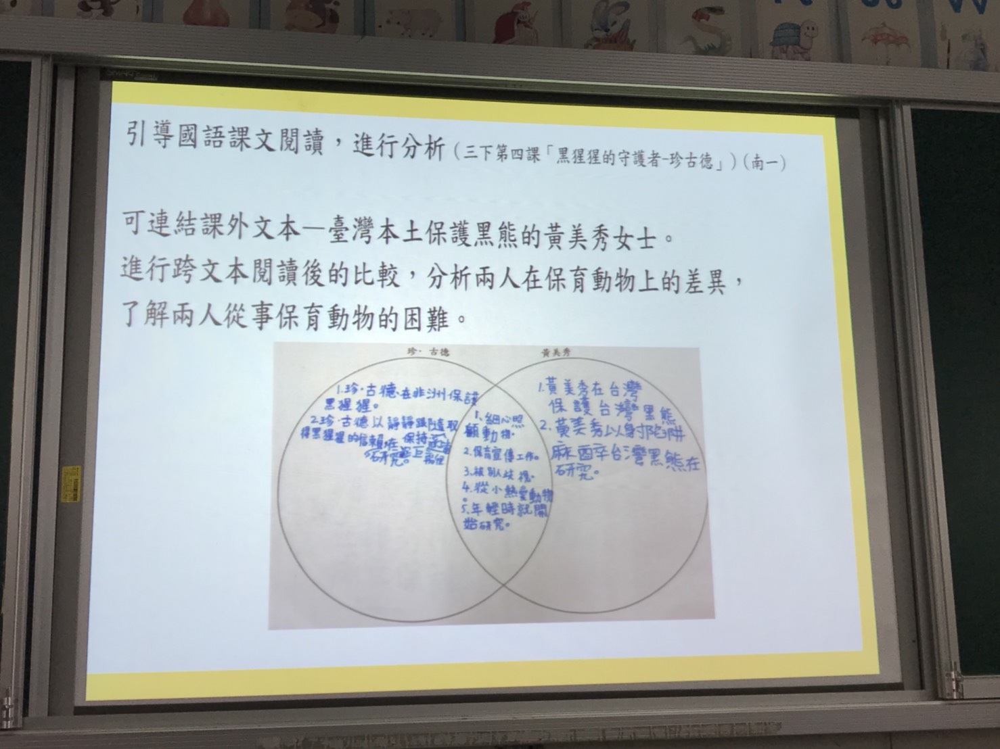 引導國語課文閱讀，進行分析（三下第四課「黑猩猩的守護者-珍古德」）（南一）
可連結課外文本—臺灣本土保護黑熊的黃美秀女士。
進行跨文本閱讀後的比較，分析兩人在保育動物上的差異，
了解兩人從事保育動物的困難。
珍·古德
1.珍·古德在非洲保護
黑猩猩。
2.珍·古德以靜靜跟隨取
得黑猩猩的信賴在 保持
研究。
黃美秀
1.細心照
顧動物。
2.保育宣傳工作。
3.被別人歧視。
4.從小熱愛動物
。
5.年輕時就開
始研究。
1.黃美秀在台灣
保護台灣黑熊
2.黃美秀以射陷阱
麻酉辛台灣黑熊在
研究。